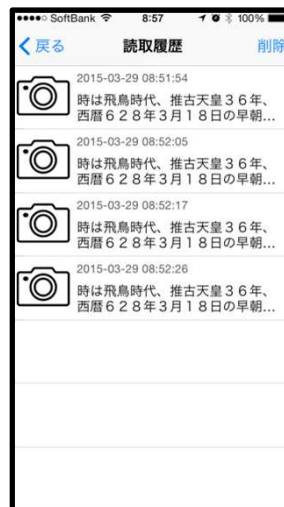 SoftBank 8:57 100%
戻る 読取履歴 削除
2015-03-29 08:51:54
時は飛鳥時代、推古天皇３６年、
西暦６２８年３月１８日の早朝...
2015-03-29 08:52:05
時は飛鳥時代、推古天皇３６年、
西暦６２８年３月１８日の早朝...
2015-03-29 08:52:17
時は飛鳥時代、推古天皇３６年、
西暦６２８年３月１８日の早朝...
2015-03-29 08:52:26
時は飛鳥時代、推古天皇３６年、
西暦６２８年３月１８日の早朝...